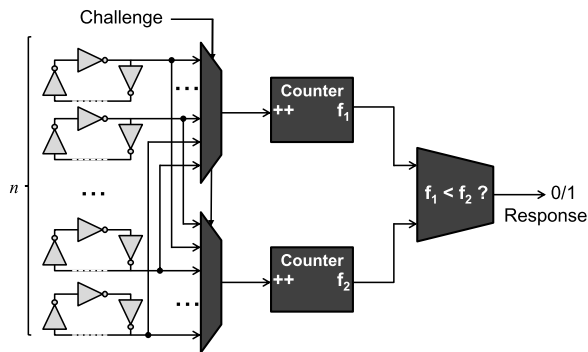 Challenge
n
...
...
...
Counter
++ f1
Counter
++ f2
f1 < f2 ?
0/1
Response